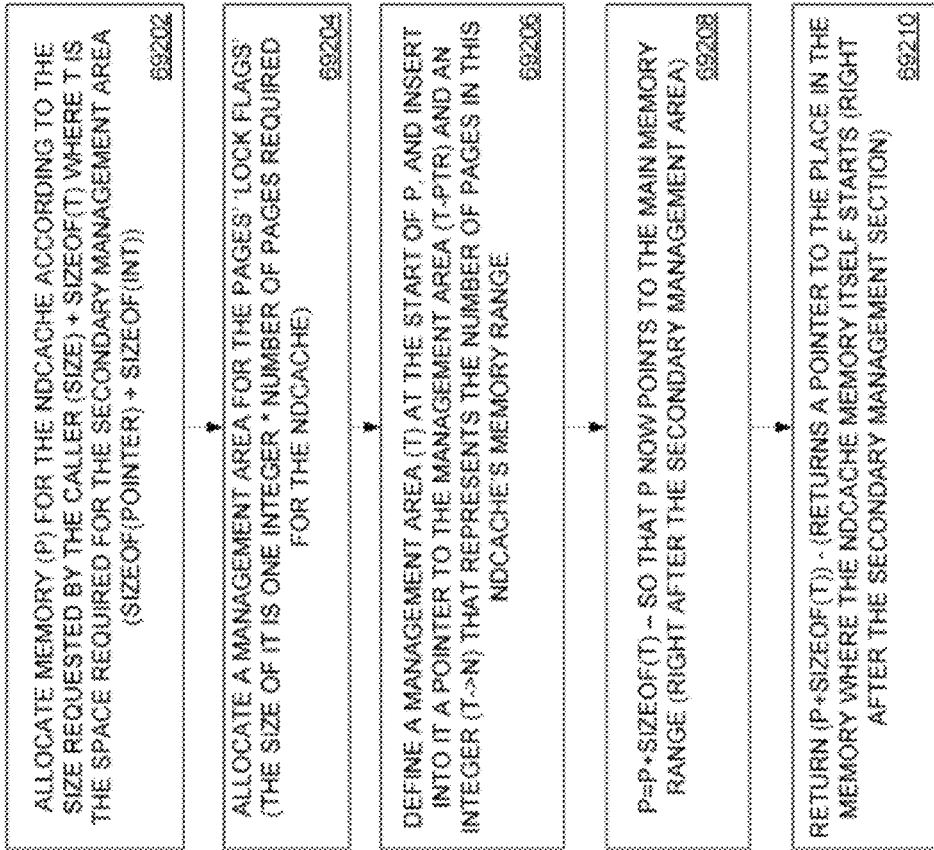 ALLOCATE MEMORY (P) FOR THE NDCACHE ACCORDING TO THE
SIZE REQUESTED BY THE CALLER (SIZE) + SIZEOF(T) WHERE T IS
THE SPACE REQUIRED FOR THE SECONDARY MANAGEMENT AREA
(SIZEOF(POINTER) + SIZEOF(INT))
69202
ALLOCATE A MANAGEMENT AREA FOR THE PAGES' 'LOCK FLAGS'
(THE SIZE OF IT IS ONE INTEGER * NUMBER OF PAGES REQUIRED
FOR THE NDCACHE)
69204
DEFINE A MANAGEMENT AREA (T) AT THE START OF P, AND INSERT
INTO IT A POINTER TO THE MANAGEMENT AREA (T-PTR) AND AN
INTEGER (T->N) THAT REPRESENTS THE NUMBER OF PAGES IN THIS
NDCACHE'S MEMORY RANGE
69206
P=P+SIZEOF(T) – SO THAT P NOW POINTS TO THE MAIN MEMORY
RANGE (RIGHT AFTER THE SECONDARY MANAGEMENT AREA)
69208
RETURN (P+SIZEOF(T)) - (RETURNS A POINTER TO THE PLACE IN THE
MEMORY WHERE THE NDCACHE MEMORY ITSELF STARTS (RIGHT
AFTER THE SECONDARY MANAGEMENT SECTION)
69210